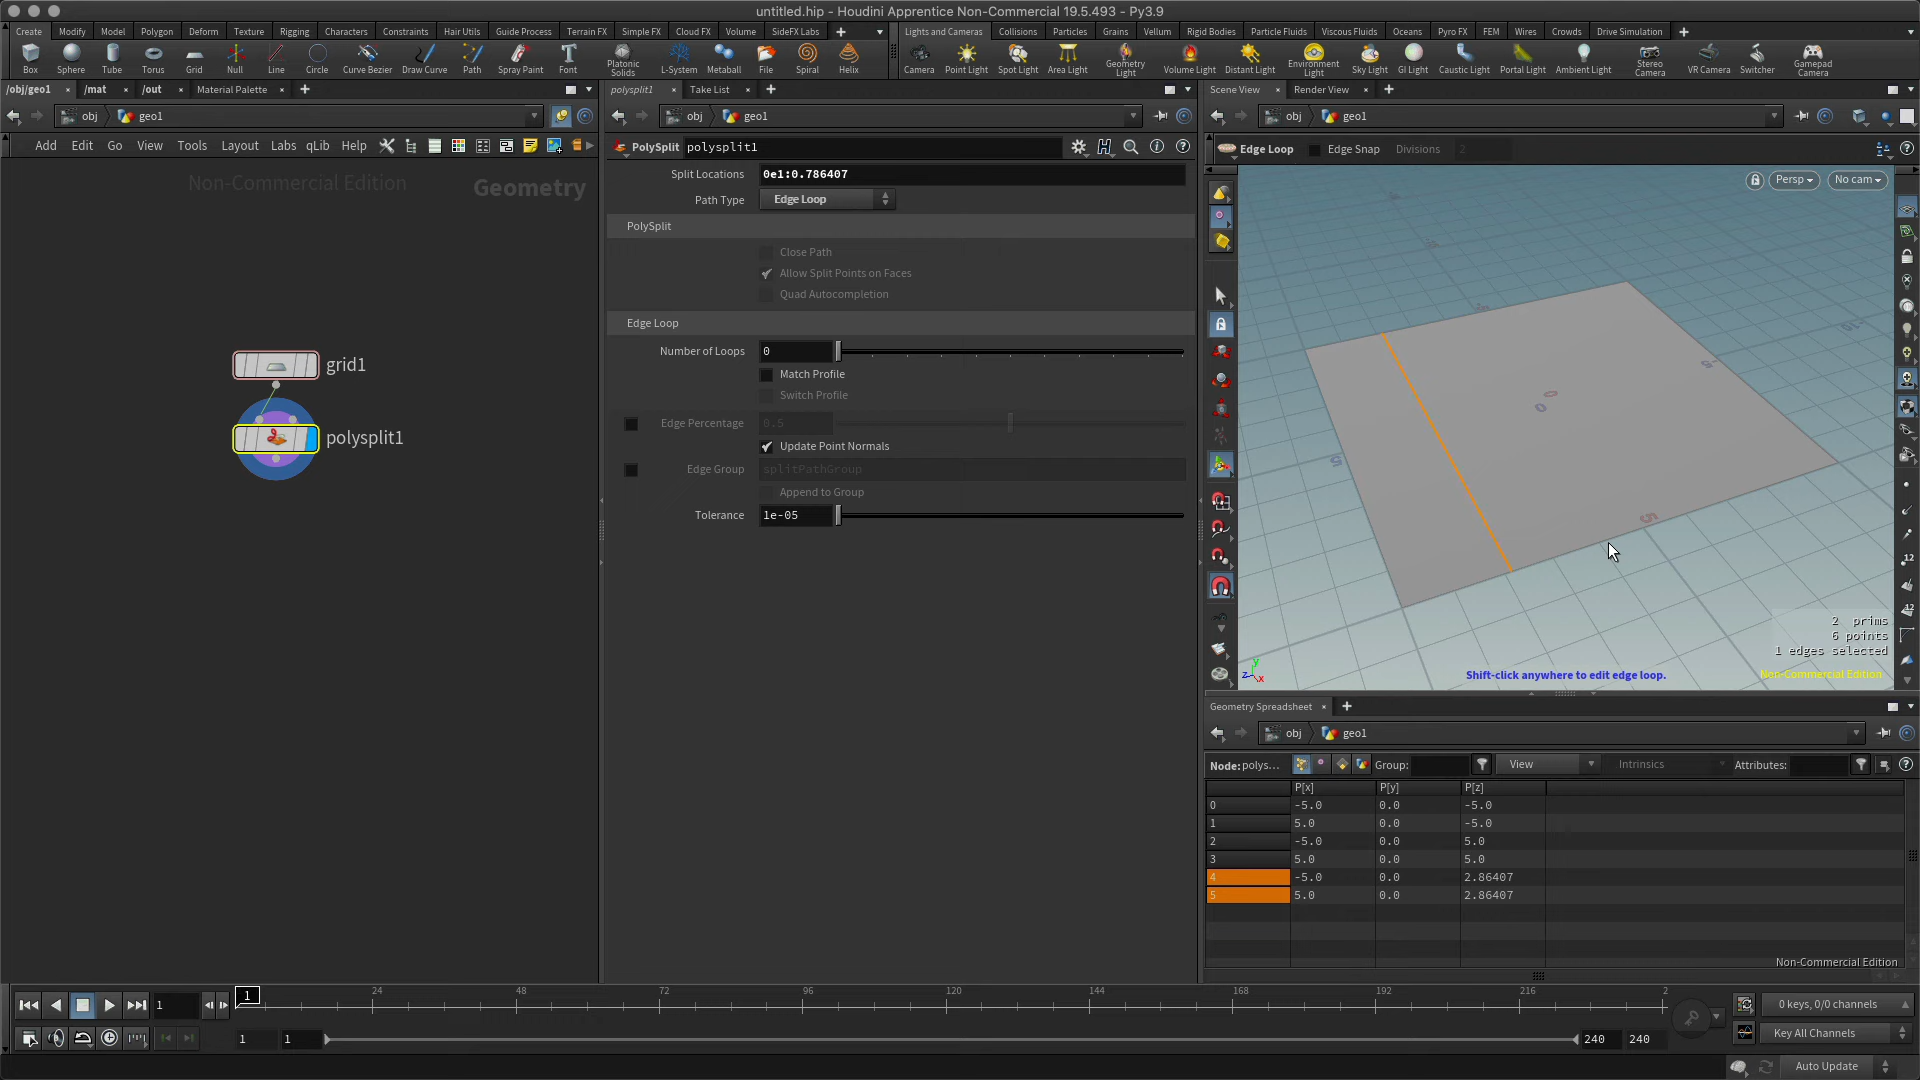 untitled.hip - Houdini Apprentice Non-Commercial 19.5.493 - Py3.9
Create Modify Model Polygon Deform Texture Rigging Characters Constraints Hair Utils Guide Process Terrain FX Simple FX Cloud FX Volume SideFX Labs
Lights and Cameras Collisions Particles Grains Vellum Rigid Bodies Particle Fluids Viscous Fluids Oceans Pyro FX FEM Wires Crowds Drive Simulation
Box Sphere Tube Torus Grid Null Line Circle Curve Bezier Draw Curve Path Spray Paint Font Platonic Solids L-System Metaball File Spiral Helix
Camera Point Light Spot Light Area Light Geometry Light Volume Light Distant Light Environment Light Sky Light GI Light Caustic Light Portal Light Ambient Light Stereo Camera VR Camera Switcher Gamepad Camera
/obj/geo1 /mat /out Material Palette
polysplit1 Take List
Scene View Render View
obj geo1
obj geo1
obj geo1
Add Edit Go View Tools Layout Labs qLib Help
PolySplit polysplit1
Edge Loop Edge Snap Divisions 2
Non-Commercial Edition
Geometry
grid1
polysplit1
Split Locations 0e1:0.786407
Path Type Edge Loop
PolySplit
Close Path
Allow Split Points on Faces
Quad Autocompletion
Edge Loop
Number of Loops 0
Match Profile
Switch Profile
Edge Percentage 0.5
Update Point Normals
Edge Group splitPathGroup
Append to Group
Tolerance 1e-05
Persp No cam
0
0
5
12
12
2 prims
6 points
1 edges selected
Shift-click anywhere to edit edge loop.
Non-Commercial Edition
y
z x
Geometry Spreadsheet
obj geo1
Node: polys... Group: View Intrinsics Attributes:
P[x] P[y] P[z]
0 -5.0 0.0 -5.0
1 5.0 0.0 -5.0
2 -5.0 0.0 5.0
3 5.0 0.0 5.0
4 -5.0 0.0 2.86407
5 5.0 0.0 2.86407
Non-Commercial Edition
1 1 24 48 72 96 120 144 168 192 216 2
0 keys, 0/0 channels
1 1 240 240
Key All Channels
Auto Update